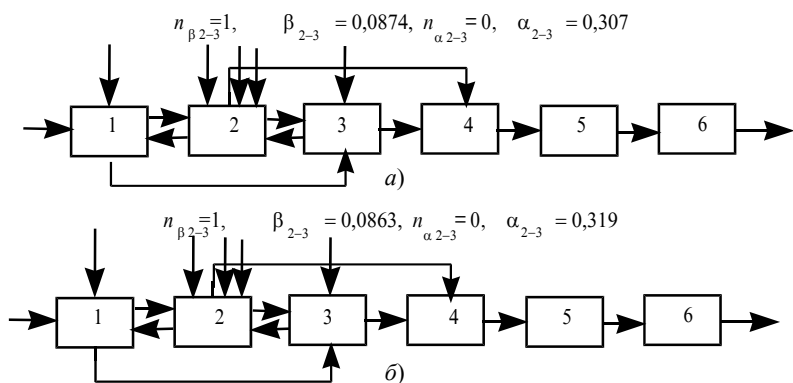 n β 2–3 =1, β 2–3 = 0,0874, n α 2–3 = 0, α 2–3 = 0,307
1 2 3 4 5 6
а)
n β 2–3 =1, β 2–3 = 0,0863, n α 2–3 = 0, α 2–3 = 0,319
1 2 3 4 5 6
б)